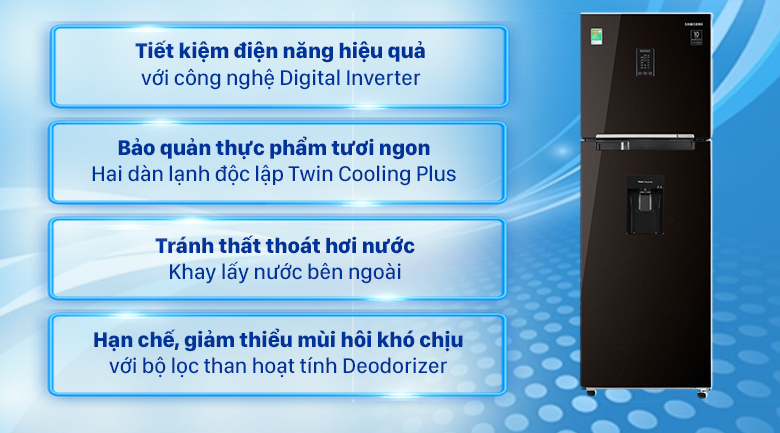 Tiết kiệm điện năng hiệu quả
với công nghệ Digital Inverter
Bảo quản thực phẩm tươi ngon
Hai dàn lạnh độc lập Twin Cooling Plus
Tránh thất thoát hơi nước
Khay lấy nước bên ngoài
Hạn chế, giảm thiểu mùi hôi khó chịu
với bộ lọc than hoạt tính Deodorizer
SAMSUNG
10